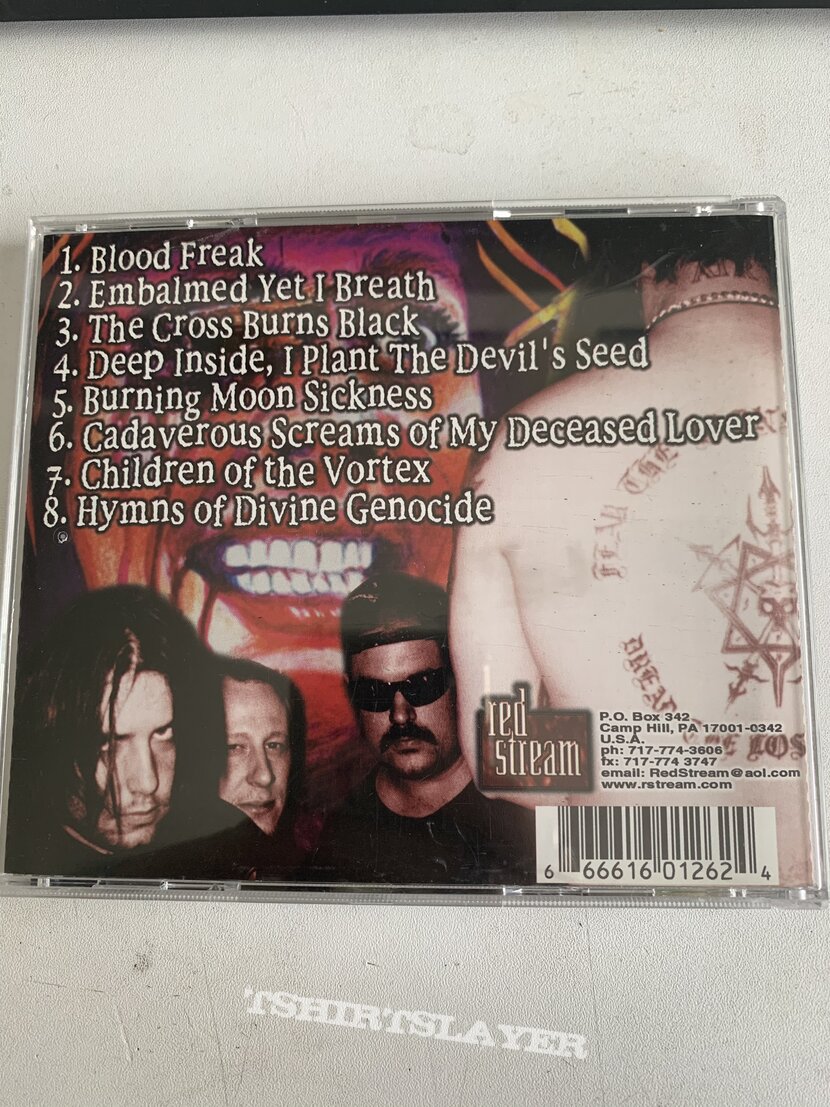 1. Blood Freak
2. Embalmed Yet I Breath
3. The Cross Burns Black
4. Deep Inside, I Plant The Devil's Seed
5. Burning Moon Sickness
6. Cadaverous Screams of My Deceased Lover
7. Children of the Vortex
8. Hymns of Divine Genocide
FEAR THE
red
stream
P.O. Box 342
Camp Hill, PA 17001-0342
U.S.A.
ph: 717-774-3606
fx: 717-774 3747
email: RedStream@aol.com
www.rstream.com
6 66616 01262 4
TSHIRTSLAYER